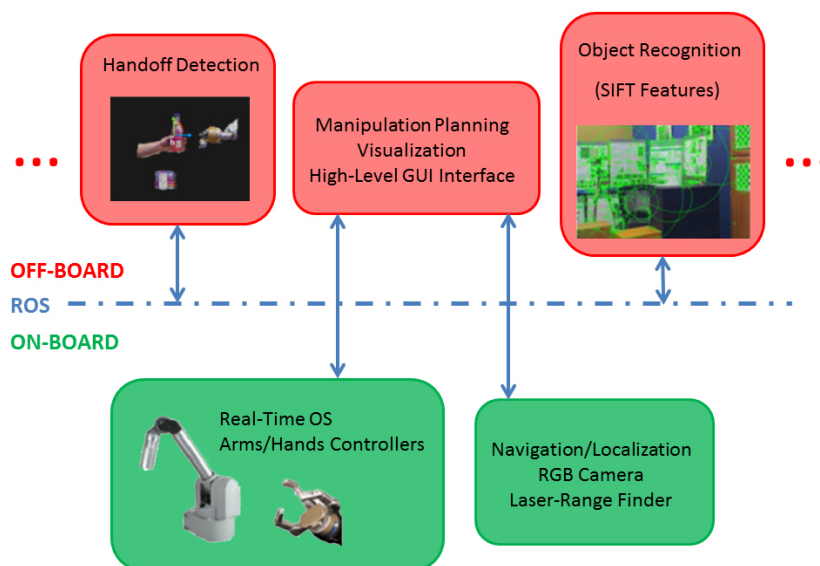 Handoff Detection
Manipulation Planning
Visualization
High-Level GUI Interface
Object Recognition
(SIFT Features)
OFF-BOARD
ROS
ON-BOARD
Real-Time OS
Arms/Hands Controllers
Navigation/Localization
RGB Camera
Laser-Range Finder